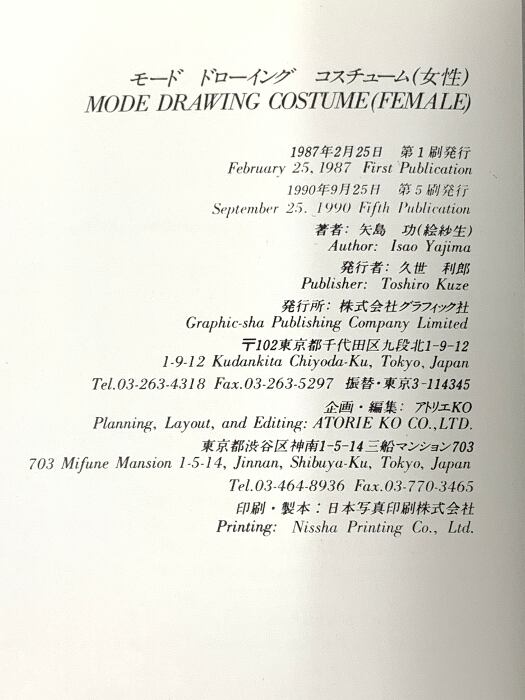 モード ドローイング コスチューム(女性)
MODE DRAWING COSTUME(FEMALE)
1987年2月25日 第1刷発行
February 25, 1987 First Publication
1990年9月25日 第5刷発行
September 25. 1990 Fifth Publication
著者: 矢島 功(絵紗生)
Author: Isao Yajima
発行者: 久世 利郎
Publisher: Toshiro Kuze
発行所: 株式会社グラフィック社
Graphic-sha Publishing Company Limited
〒102東京都千代田区九段北1-9-12
1-9-12 Kudankita Chiyoda-Ku, Tokyo, Japan
Tel.03-263-4318 Fax.03-263-5297 振替・東京3-114345
企画・編集: アトリエKO
Planning, Layout, and Editing: ATORIE KO CO.,LTD.
東京都渋谷区神南1-5-14三船マンション703
703 Mifune Mansion 1-5-14, Jinnan, Shibuya-Ku, Tokyo, Japan
Tel.03-464-8936 Fax.03-770-3465
印刷・製本: 日本写真印刷株式会社
Printing: Nissha Printing Co., Ltd.